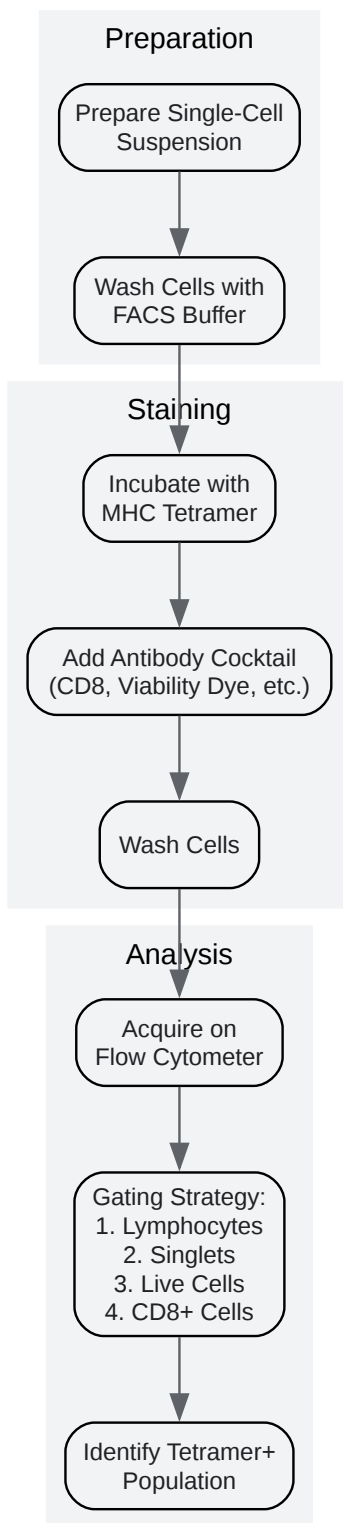 Preparation
Prepare Single-Cell
Suspension
Wash Cells with
FACS Buffer
Staining
Incubate with
MHC Tetramer
Add Antibody Cocktail
(CD8, Viability Dye, etc.)
Wash Cells
Analysis
Acquire on
Flow Cytometer
Gating Strategy:
1. Lymphocytes
2. Singlets
3. Live Cells
4. CD8+ Cells
Identify Tetramer+
Population